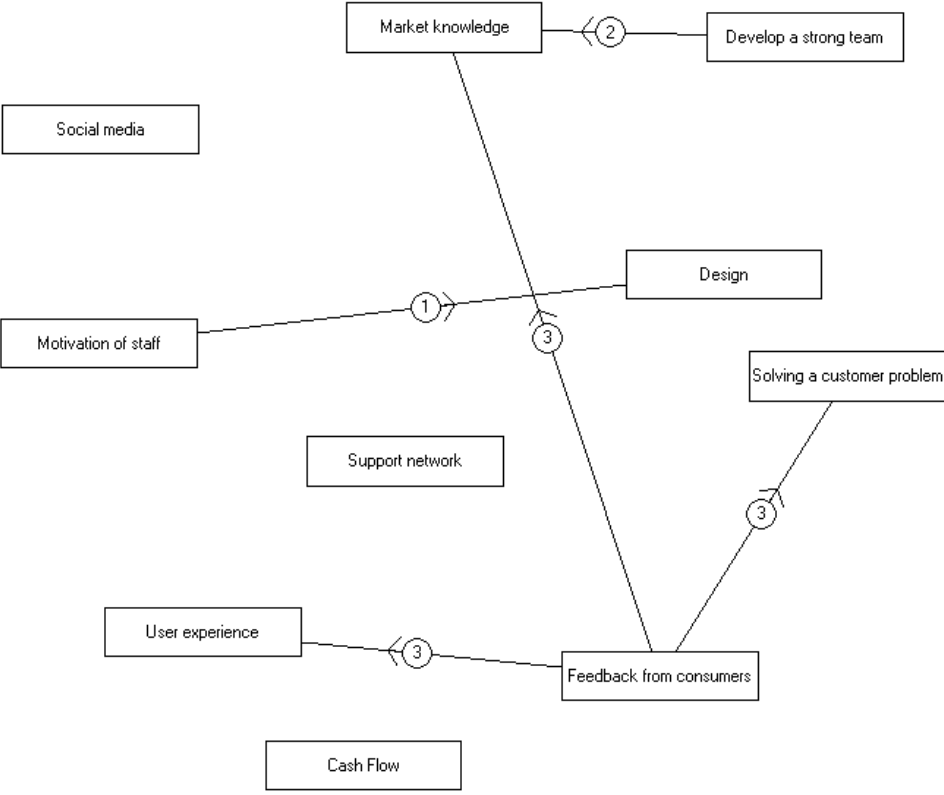 Market knowledge
2
Develop a strong team
Social media
Design
1
Motivation of staff
3
Solving a customer problem
Support network
3
User experience
3
Feedback from consumers
Cash Flow